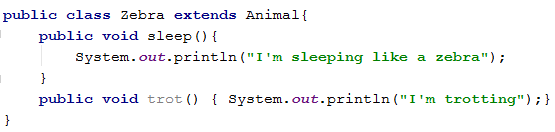 public class Zebra extends Animal{
    public void sleep(){
        System.out.println("I'm sleeping like a zebra");
    }
    public void trot() { System.out.println("I'm trotting");}
}